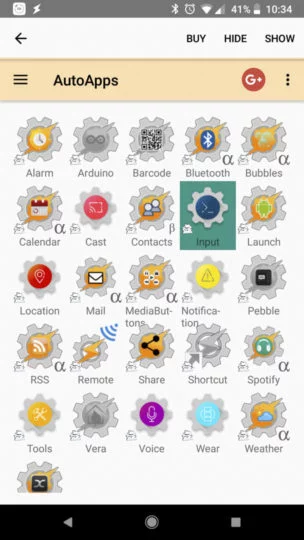 41% 10:34
BUY HIDE SHOW
AutoApps G+
Alarm α Arduino Barcode Bluetooth α Bubbles α
Calendar α Cast Contacts β Input Launch α
Location Mail α MediaBut- Notifica- Pebble
tons tion
RSS α Remote Share Shortcut Spotify α
Tools Vera Voice Wear Weather α